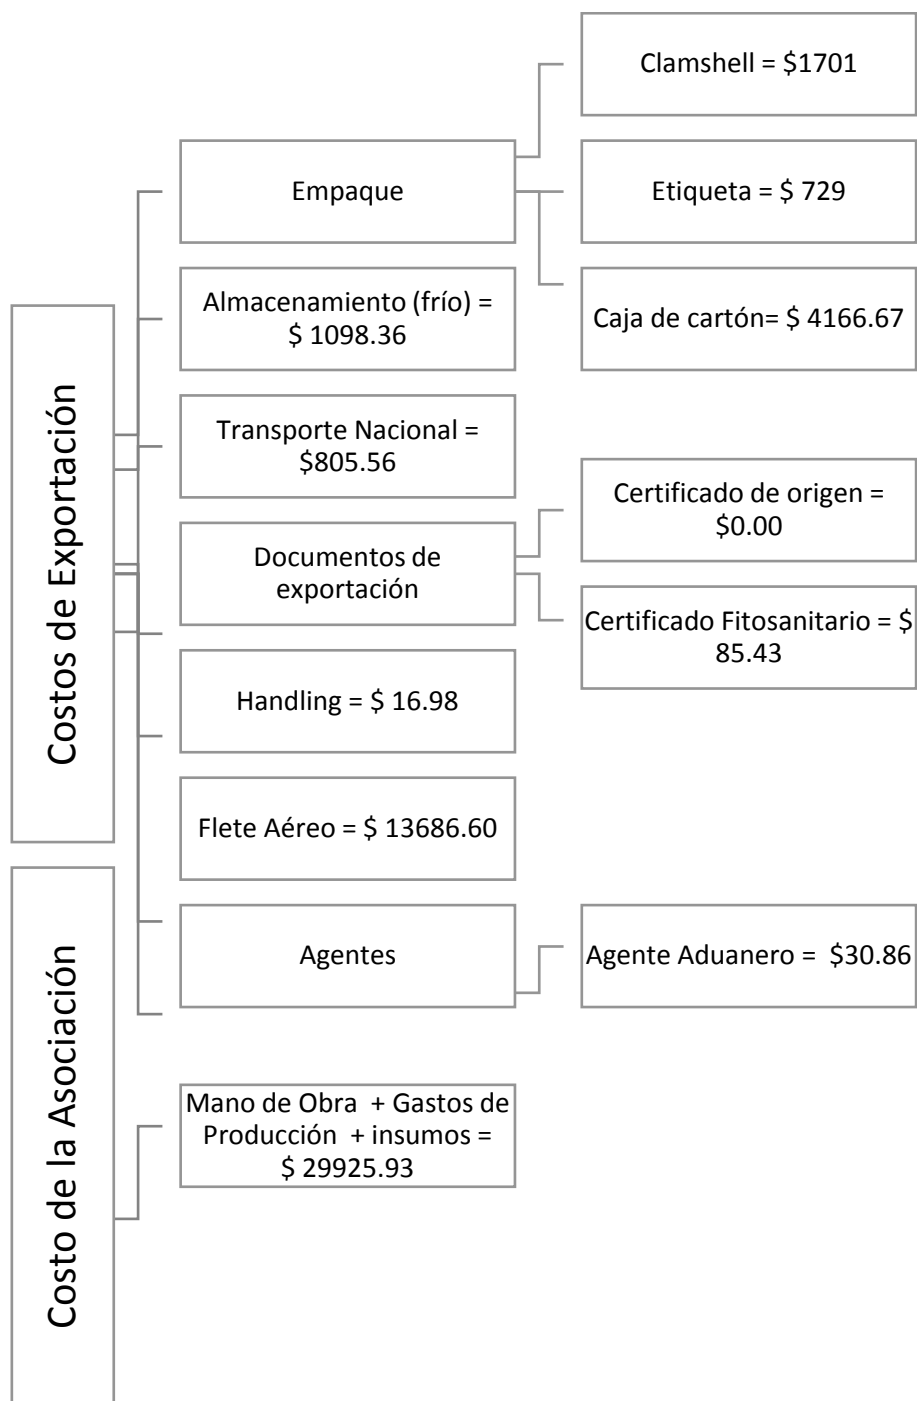 Costos de Exportación
Empaque
Clamshell = $1701
Etiqueta = $ 729
Caja de cartón= $ 4166.67
Almacenamiento (frío) =
$ 1098.36
Transporte Nacional =
$805.56
Documentos de
exportación
Certificado de origen =
$0.00
Certificado Fitosanitario = $
85.43
Handling = $ 16.98
Flete Aéreo = $ 13686.60
Agentes
Agente Aduanero =  $30.86
Costo de la Asociación
Mano de Obra  + Gastos de
Producción  + insumos =
$ 29925.93